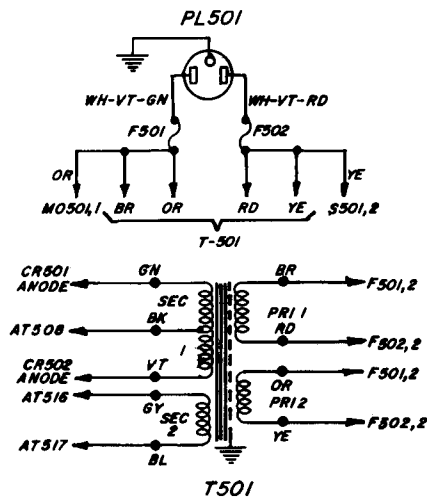 PL501
WH-VT-GN WH-VT-RD
F501 F502
OR YE
MO501,1 BR OR RD YE S501,2
T-501
CR501 ANODE GN BR F501,2
SEC 1
AT508 BK PRI 1 RD F502,2
CR502 ANODE VT OR F501,2
AT516 GY PRI 2
SEC 2
AT517 BL YE F502,2
T501